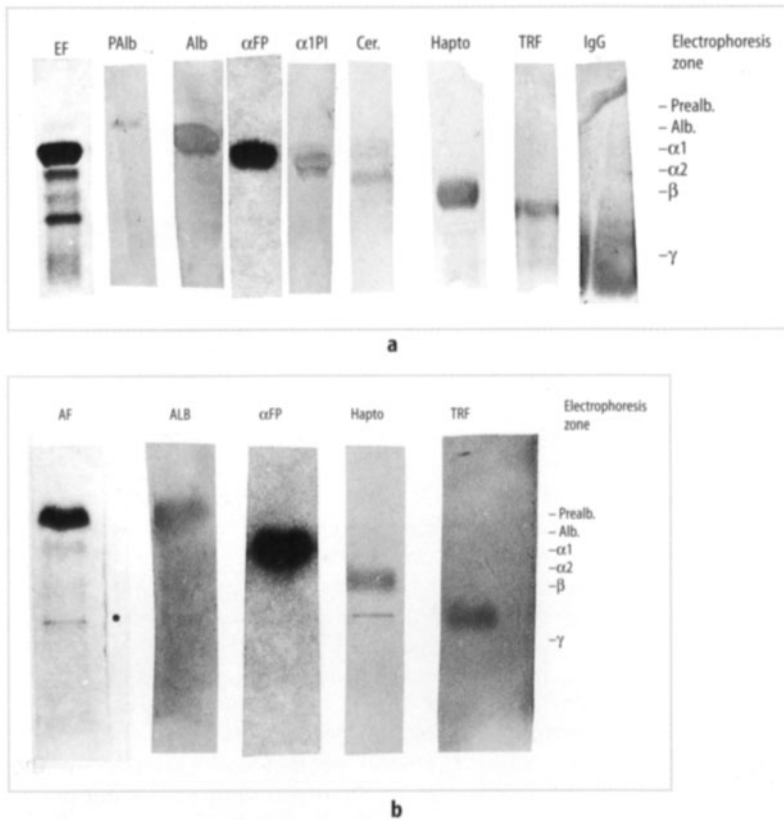 EF PAlb Alb αFP α1PI Cer. Hapto TRF IgG Electrophoresis
zone
– Prealb.
– Alb.
–α1
–α2
–β
–γ
a
AF ALB αFP Hapto TRF Electrophoresis
zone
– Prealb.
– Alb.
–α1
–α2
–β
–γ
b